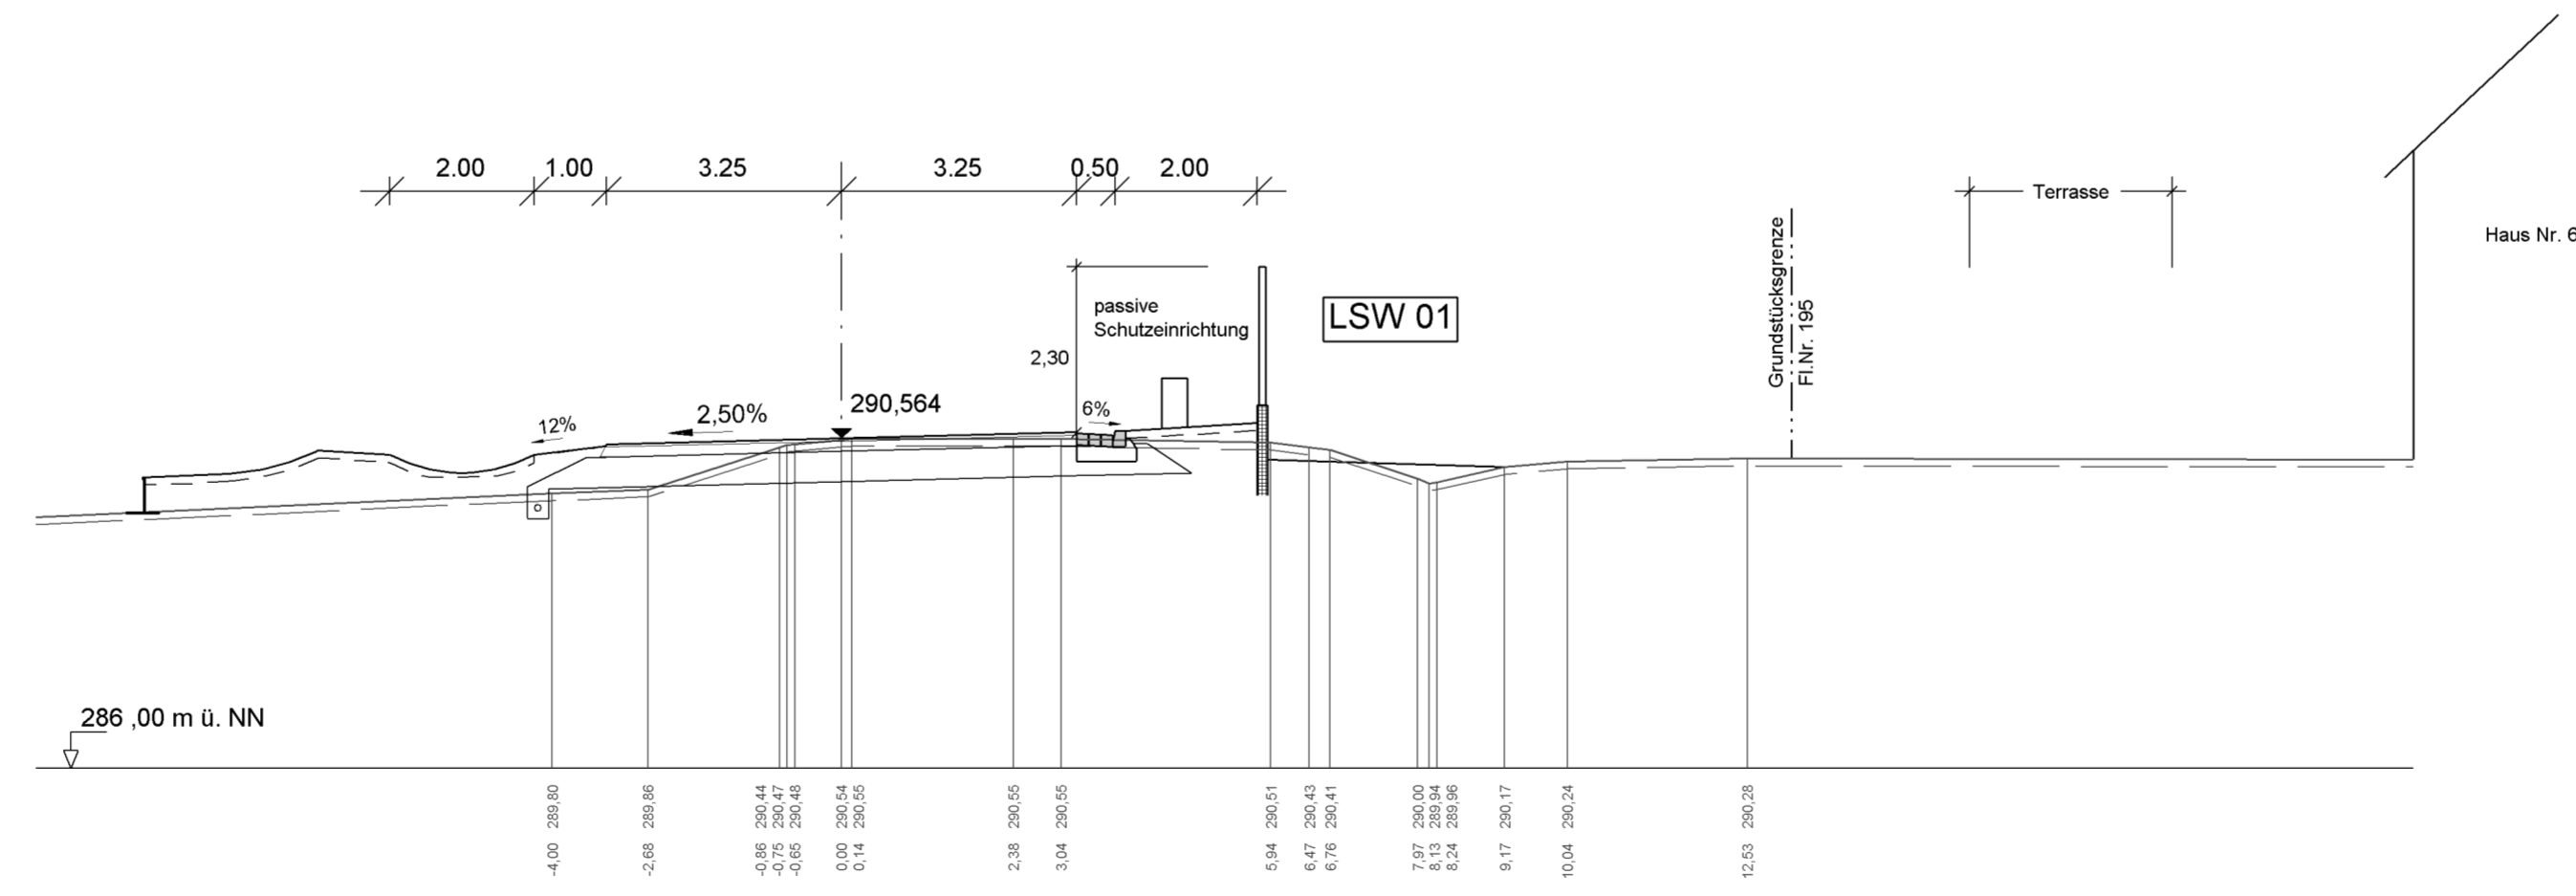 2.00 1.00 3.25 3.25 0.50 2.00
Terrasse
Haus Nr. 6
Grundstücksgrenze
Fl.Nr. 195
passive
Schutzeinrichtung
LSW 01
2,30
12%
2,50%
290,564
6%
286 ,00 m ü. NN
289,80 289,86 290,44 290,47 290,48 290,54 290,55 290,55 290,55 290,51 290,43 290,41 290,00 289,94 289,96 290,17 290,24 290,28
-4,00 -2,68 -0,86 -0,75 -0,65 0,00 0,14 2,38 3,04 5,94 6,47 6,76 7,97 8,13 8,24 9,17 10,04 12,53